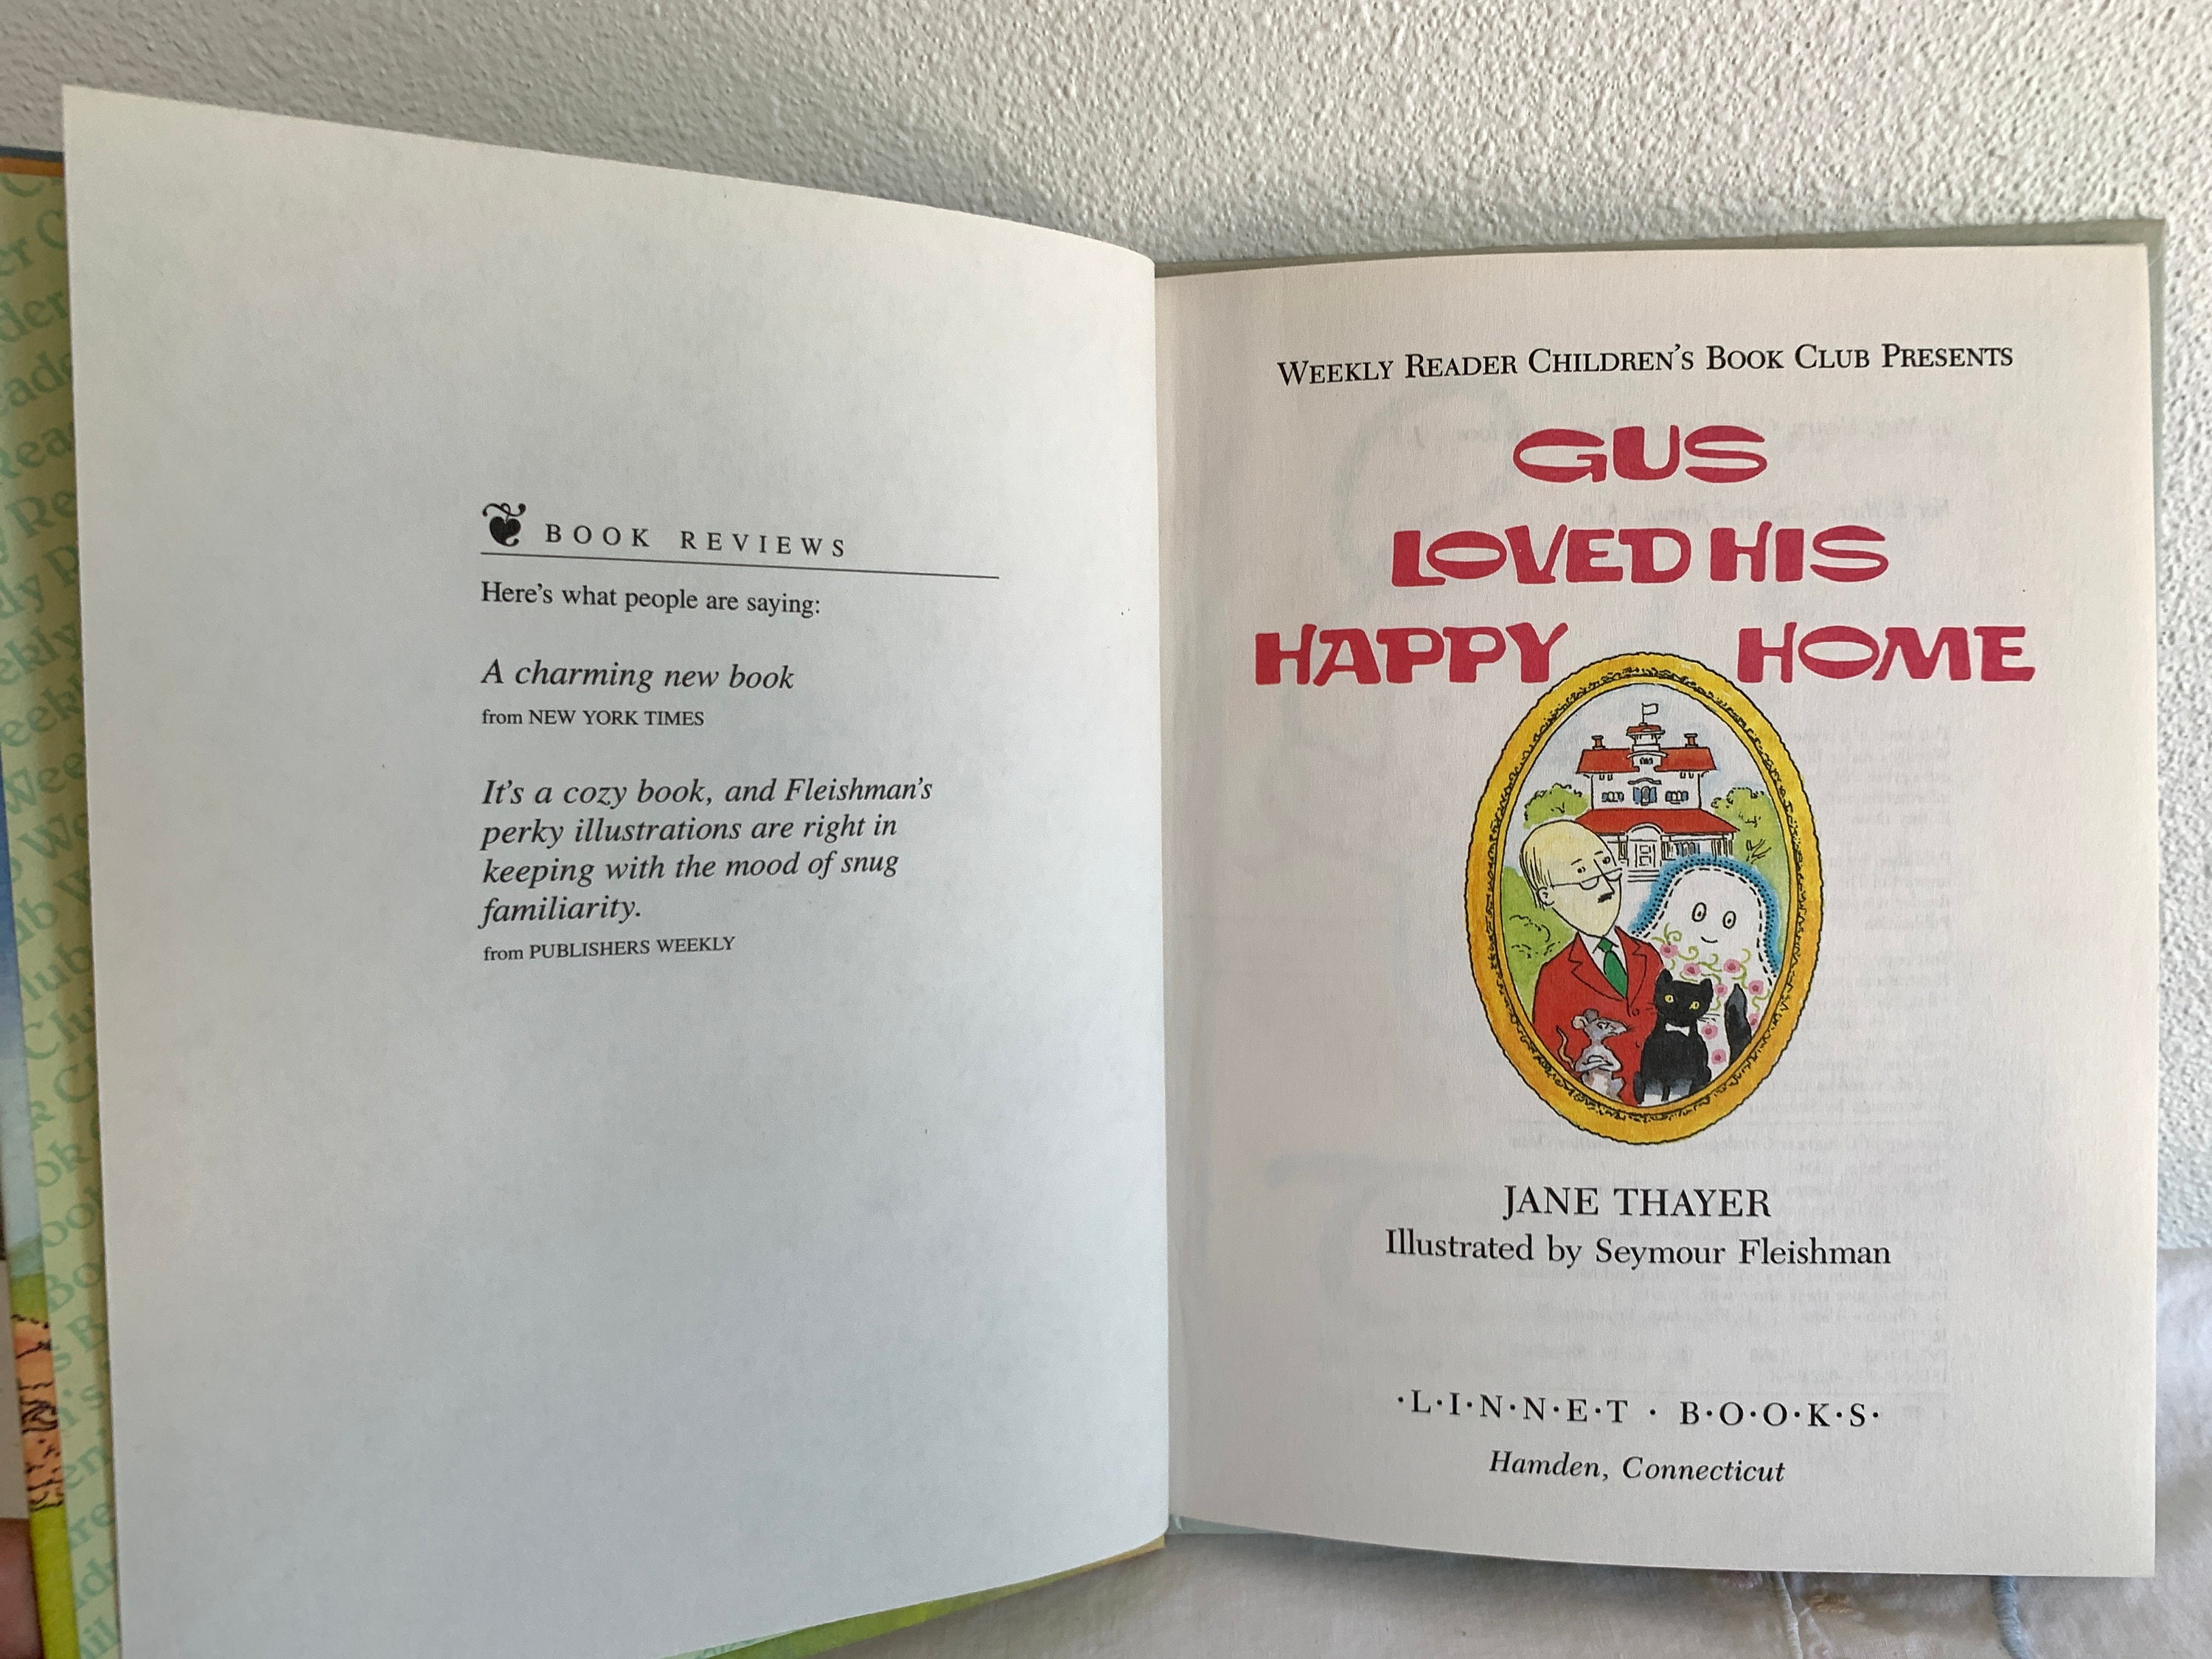 BOOK REVIEWS
Here's what people are saying:
A charming new book
from NEW YORK TIMES
It's a cozy book, and Fleishman's
perky illustrations are right in
keeping with the mood of snug
familiarity.
from PUBLISHERS WEEKLY
WEEKLY READER CHILDREN'S BOOK CLUB PRESENTS
GUS
LOVED HIS
HAPPY HOME
JANE THAYER
Illustrated by Seymour Fleishman
·L·I·N·N·E·T · B·O·O·K·S·
Hamden, Connecticut